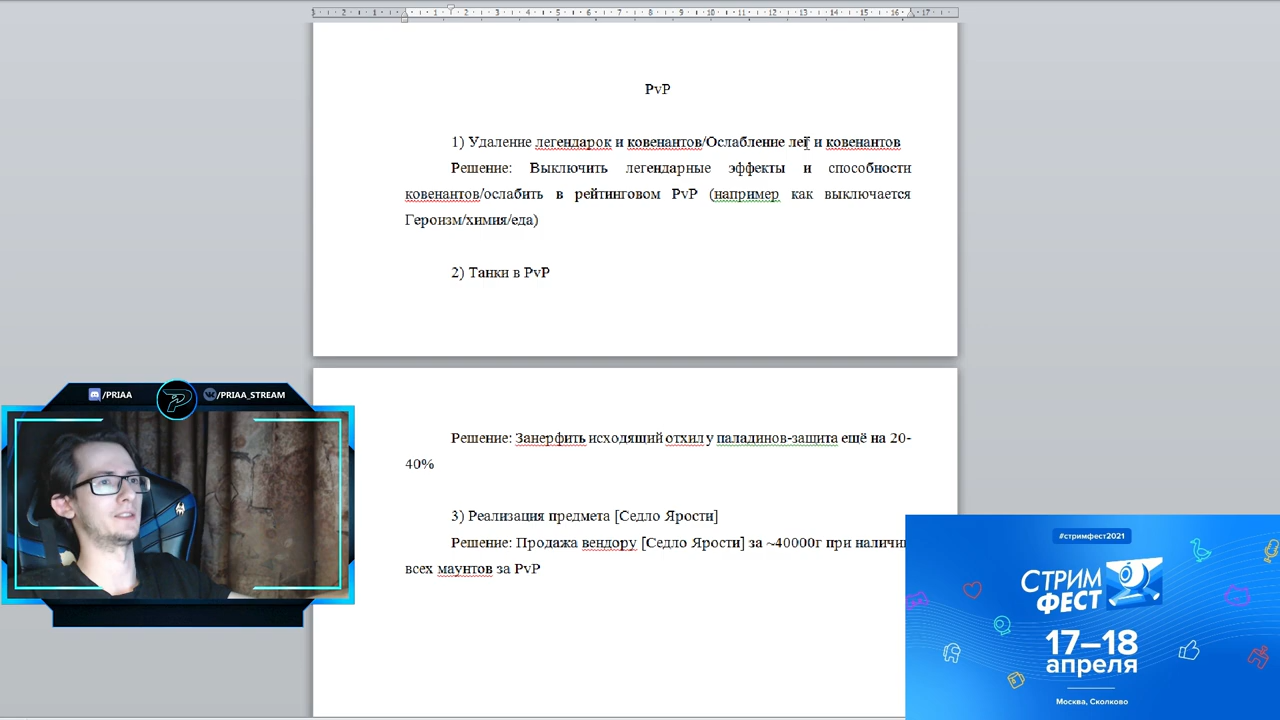 PvP
1) Удаление легендарок и ковенантов/Ослабление лег и ковенантов
Решение: Выключить легендарные эффекты и способности
ковенантов/ослабить в рейтинговом PvP (например как выключается
Героизм/химия/еда)
2) Танки в PvP
Решение: Занерфить исходящий отхил у паладинов-защита ещё на 20-
40%
3) Реализация предмета [Седло Ярости]
Решение: Продажа вендору [Седло Ярости] за ~40000г при наличи
всех маунтов за PvP
/PRIAA
/PRIAA_STREAM
#стримфест2021
СТРИМ
ФЕСТ
17–18
апреля
Москва, Сколково